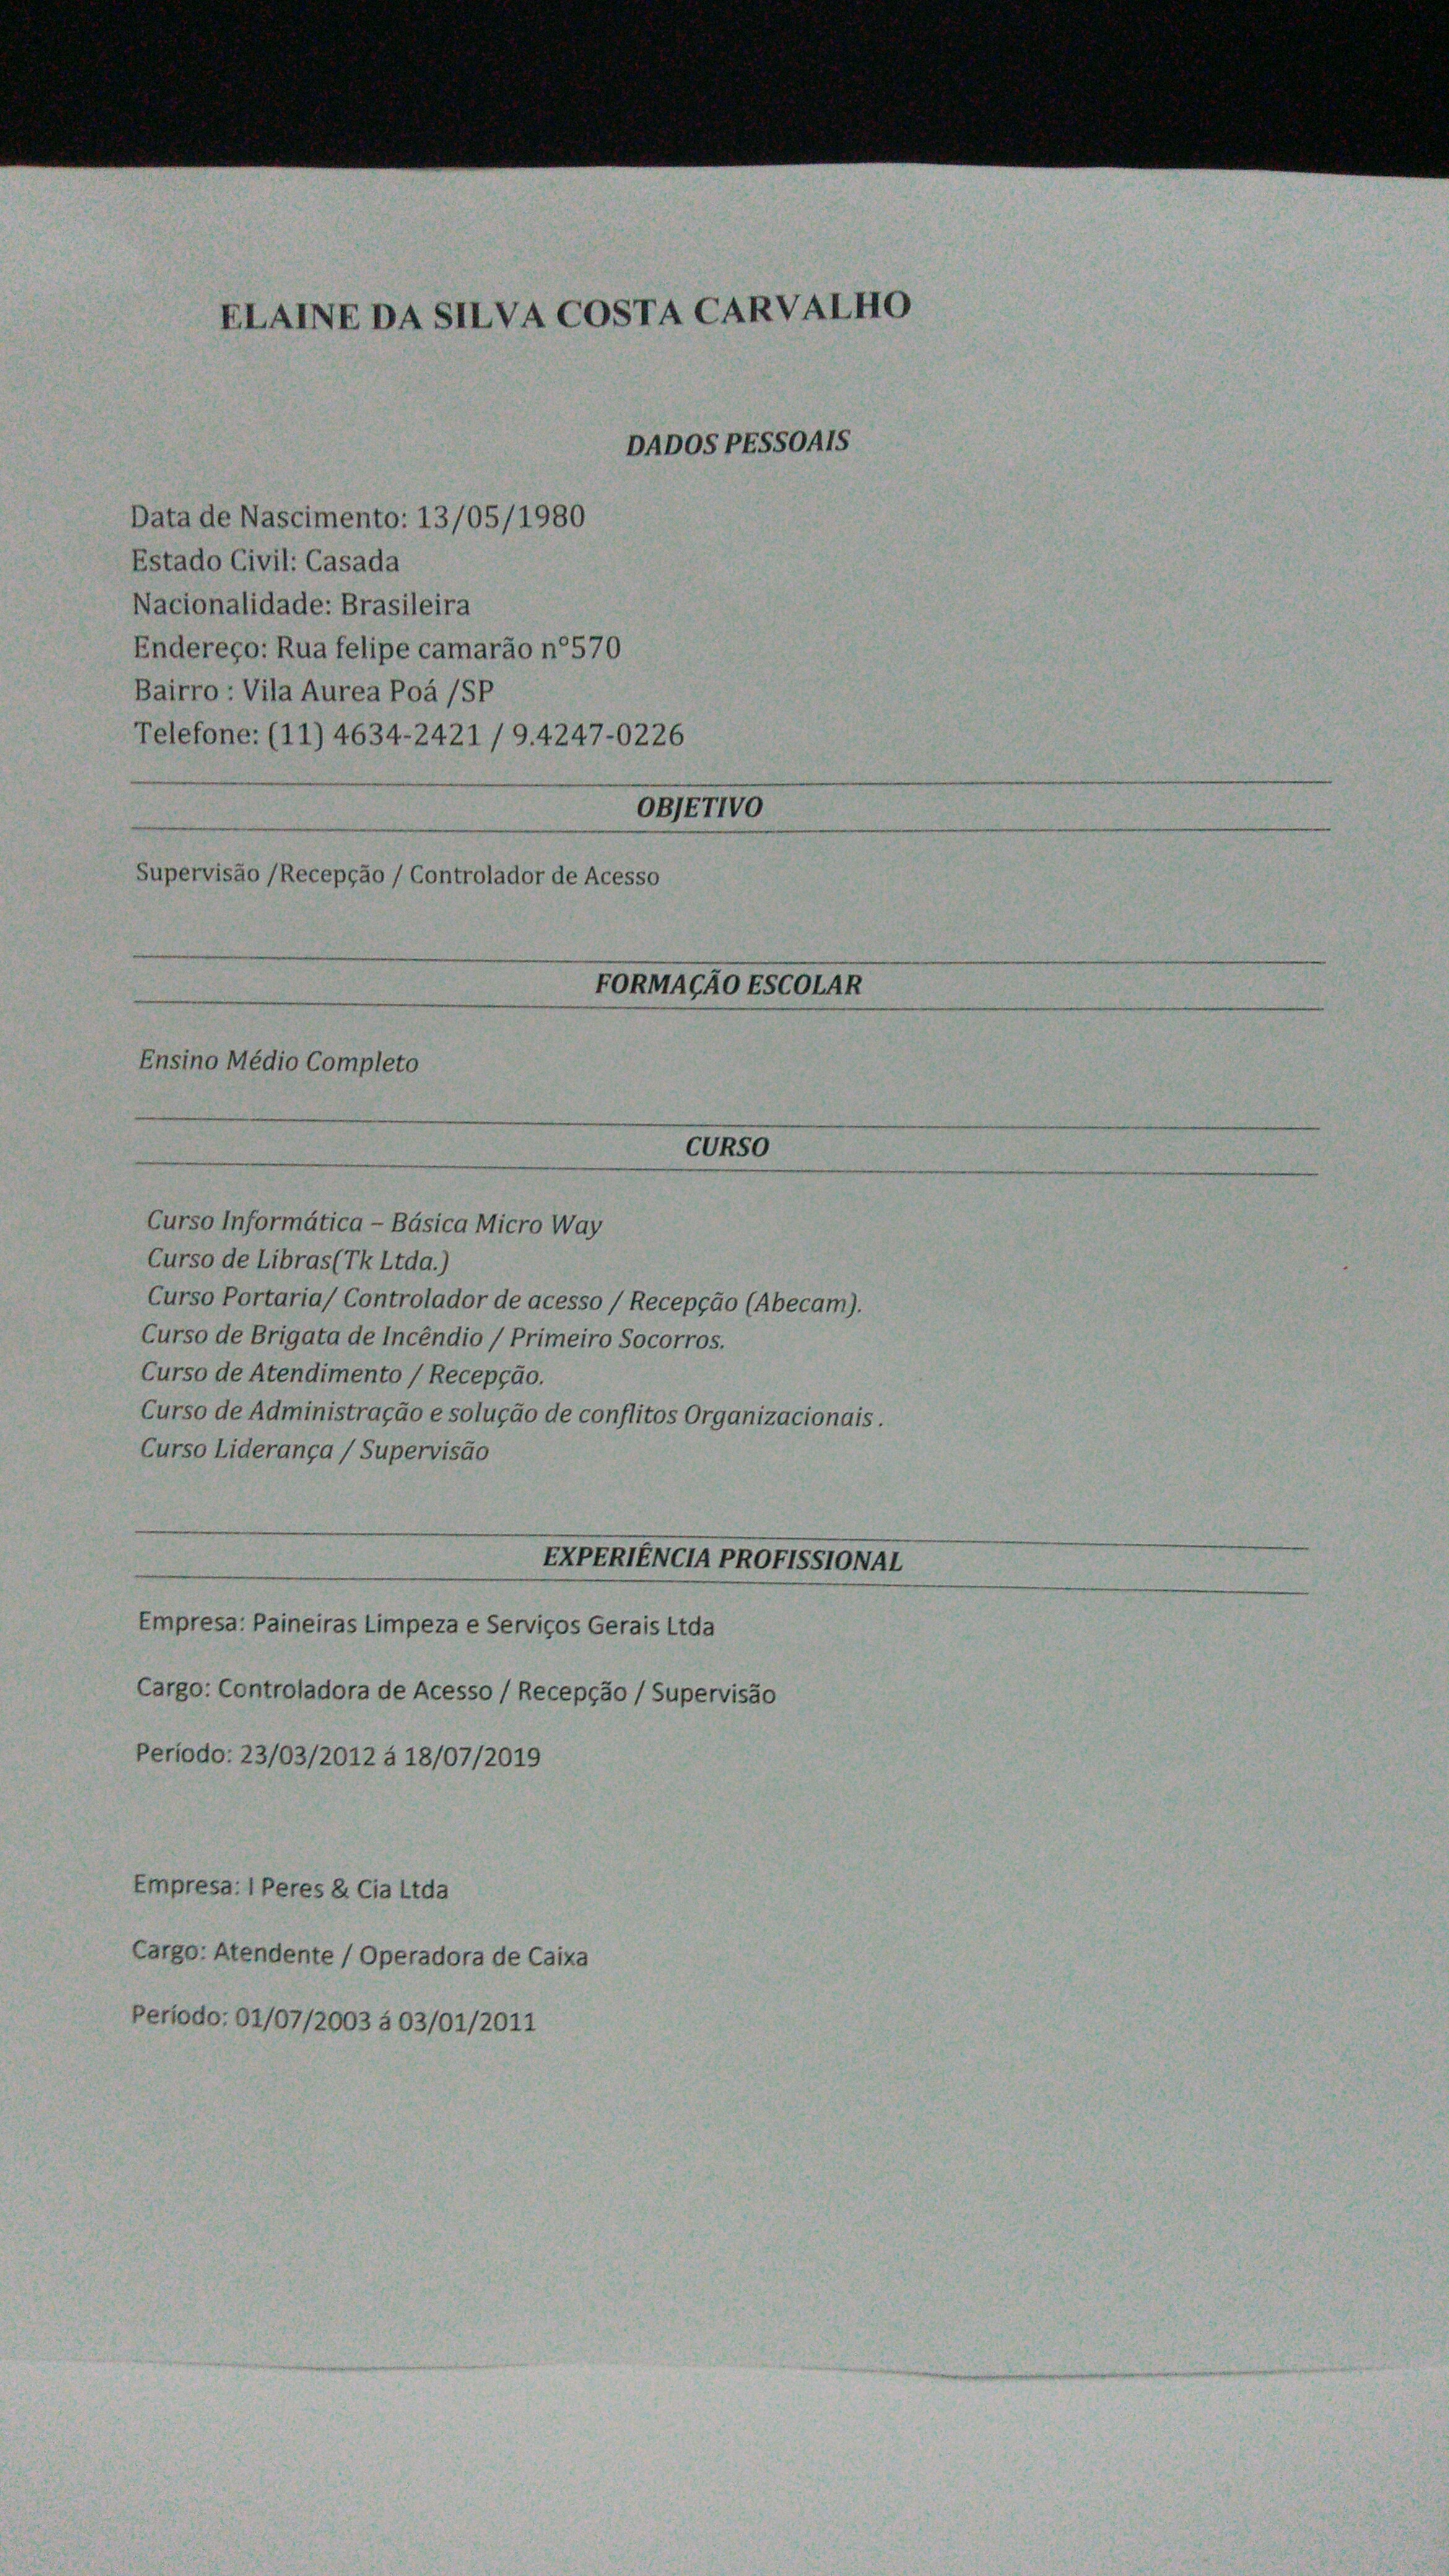 ELAINE DA SILVA COSTA CARVALHO
DADOS PESSOAIS
Data de Nascimento: 13/05/1980
Estado Civil: Casada
Nacionalidade: Brasileira
Endereço: Rua felipe camarão nº570
Bairro : Vila Aurea Poá /SP
Telefone: (11) 4634-2421 / 9.4247-0226
OBJETIVO
Supervisão /Recepção / Controlador de Acesso
FORMAÇÃO ESCOLAR
Ensino Médio Completo
CURSO
Curso Informática – Básica Micro Way
Curso de Libras(Tk Ltda.)
Curso Portaria/ Controlador de acesso / Recepção (Abecam).
Curso de Brigata de Incêndio / Primeiro Socorros.
Curso de Atendimento / Recepção.
Curso de Administração e solução de conflitos Organizacionais .
Curso Liderança / Supervisão
EXPERIÊNCIA PROFISSIONAL
Empresa: Paineiras Limpeza e Serviços Gerais Ltda
Cargo: Controladora de Acesso / Recepção / Supervisão
Período: 23/03/2012 á 18/07/2019
Empresa: I Peres & Cia Ltda
Cargo: Atendente / Operadora de Caixa
Período: 01/07/2003 á 03/01/2011